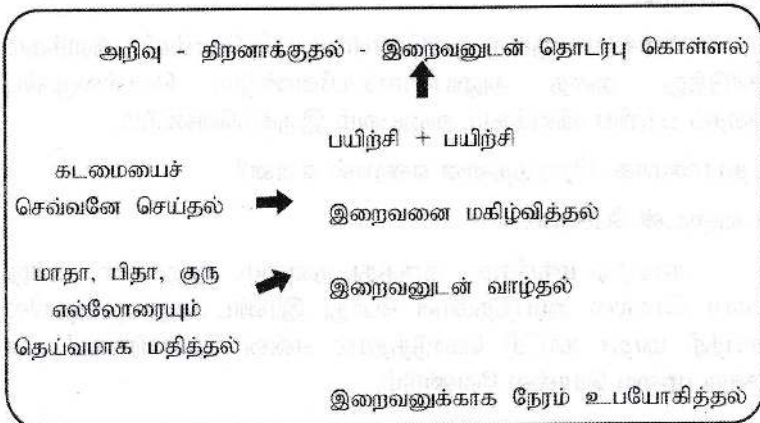 அறிவு - திறனாக்குதல் இறைவனுடன் தொடர்பு கொள்ளல்
பயிற்சி + பயிற்சி
கடமையைச்
செவ்வனே செய்தல்
இறைவனை மகிழ்வித்தல்
மாதா, பிதா, குரு
எல்லோரையும்
தெய்வமாக மதித்தல்
இறைவனுடன் வாழ்தல்
இறைவனுக்காக நேரம் உபயோகித்தல்